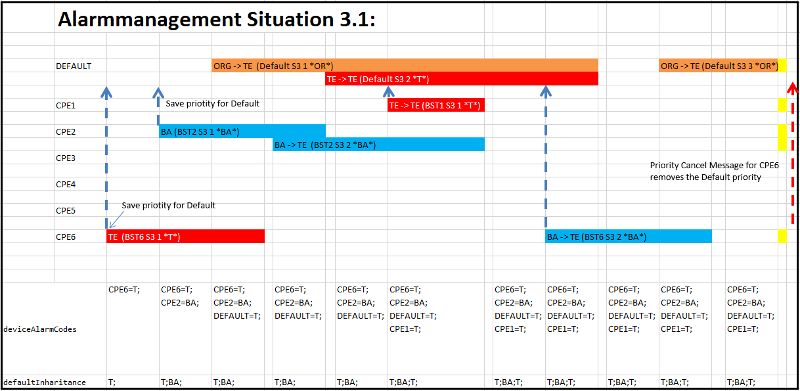 Alarmmanagement Situation 3.1:
DEFAULT
ORG -> TE (Default S3 1 *OR*)
ORG -> TE (Default S3 3 *OR*)
TE -> TE (Default S3 2 *T*)
CPE1
Save priotity for Default
TE -> TE (BST1 S3 1 *T*)
CPE2
BA (BST2 S3 1 *BA*)
BA -> TE (BST2 S3 2 *BA*)
CPE3
Priority Cancel Message for CPE6
removes the Default priority
CPE4
Save priotity for Default
CPE5
CPE6
TE (BST6 S3 1 *T*)
BA -> TE (BST6 S3 2 *BA*)
CPE6=T; CPE6=T; CPE6=T; CPE6=T; CPE6=T; CPE6=T; CPE6=T; CPE6=T; CPE6=T; CPE6=T; CPE6=T;
CPE2=BA; CPE2=BA; CPE2=BA; CPE2=BA; CPE2=BA; CPE2=BA; CPE2=BA; CPE2=BA; CPE2=BA; CPE2=BA;
DEFAULT=T; DEFAULT=T; DEFAULT=T; DEFAULT=T; DEFAULT=T; DEFAULT=T; DEFAULT=T; DEFAULT=T; DEFAULT=T;
deviceAlarmCodes CPE1=T; CPE1=T; CPE1=T; CPE1=T; CPE1=T; CPE1=T;
defaultInharitance T; T;BA; T;BA; T;BA; T;BA; T;BA;T; T;BA;T; T;BA;T; T;BA;T; T;BA;T; T;BA;T;